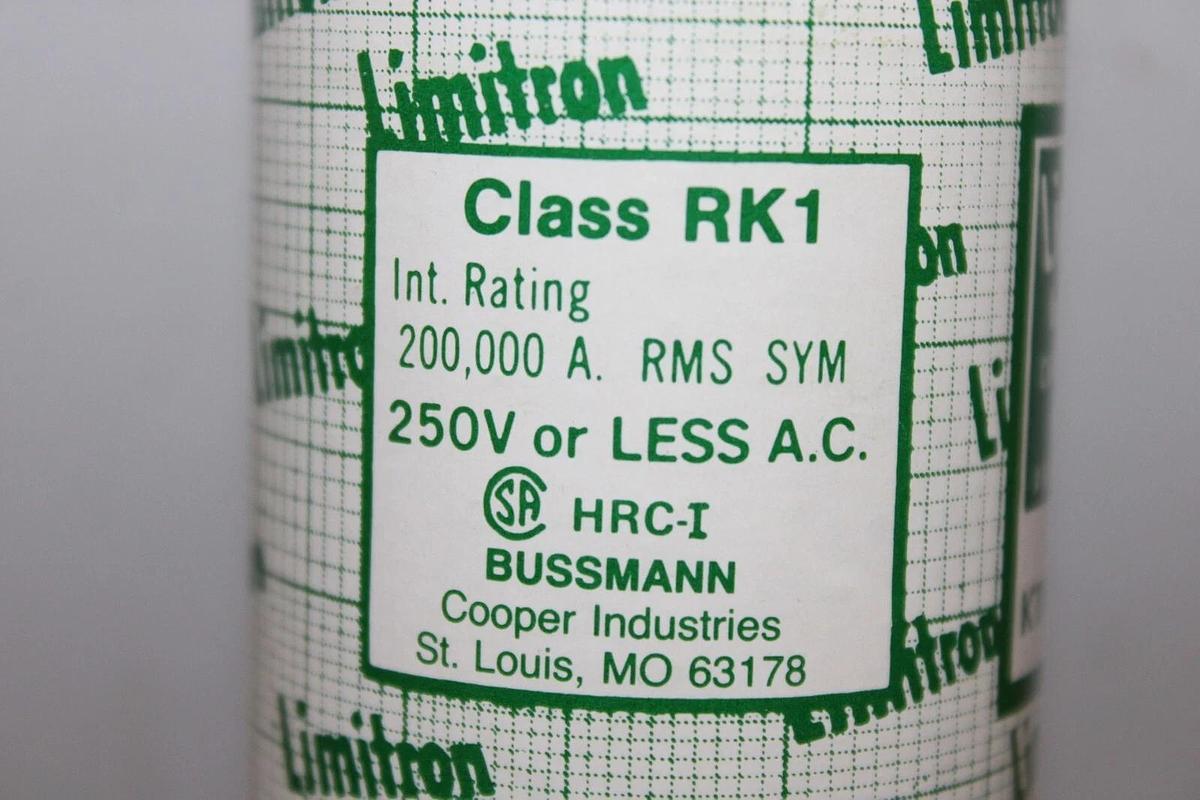 Limitron
Class RK1
Int. Rating
200,000 A. RMS SYM
250V or LESS A.C.
SA HRC-I
BUSSMANN
Cooper Industries
St. Louis, MO 63178
Limitron